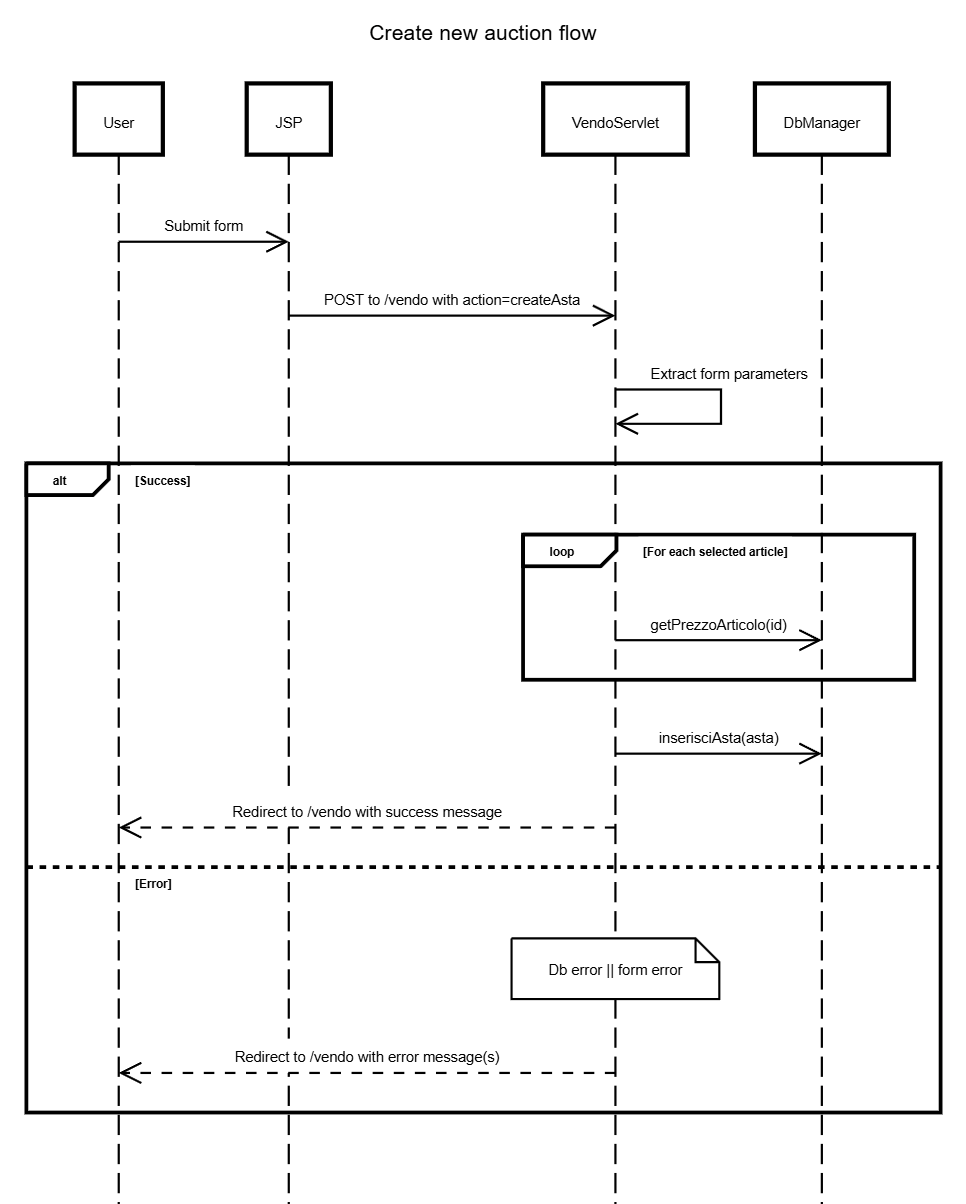 Create new auction flow
User
JSP
VendoServlet
DbManager
Submit form
POST to /vendo with action=createAsta
Extract form parameters
alt
[Success]
loop
[For each selected article]
getPrezzoArticolo(id)
inserisciAsta(asta)
Redirect to /vendo with success message
[Error]
Db error || form error
Redirect to /vendo with error message(s)